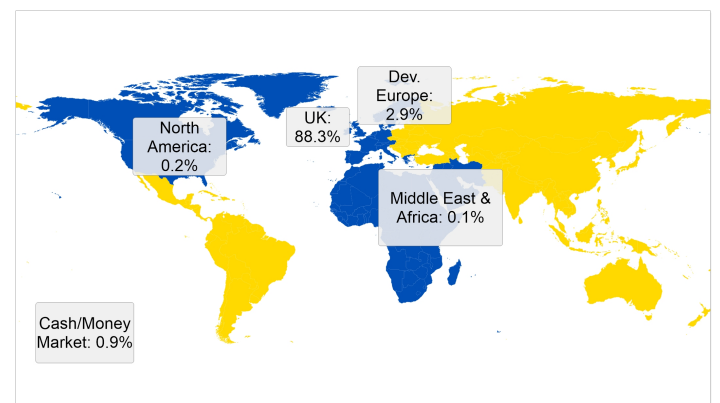 Dev.
Europe:
2.9%
UK:
88.3%
North
America:
0.2%
Middle East &
Africa: 0.1%
Cash/Money
Market: 0.9%